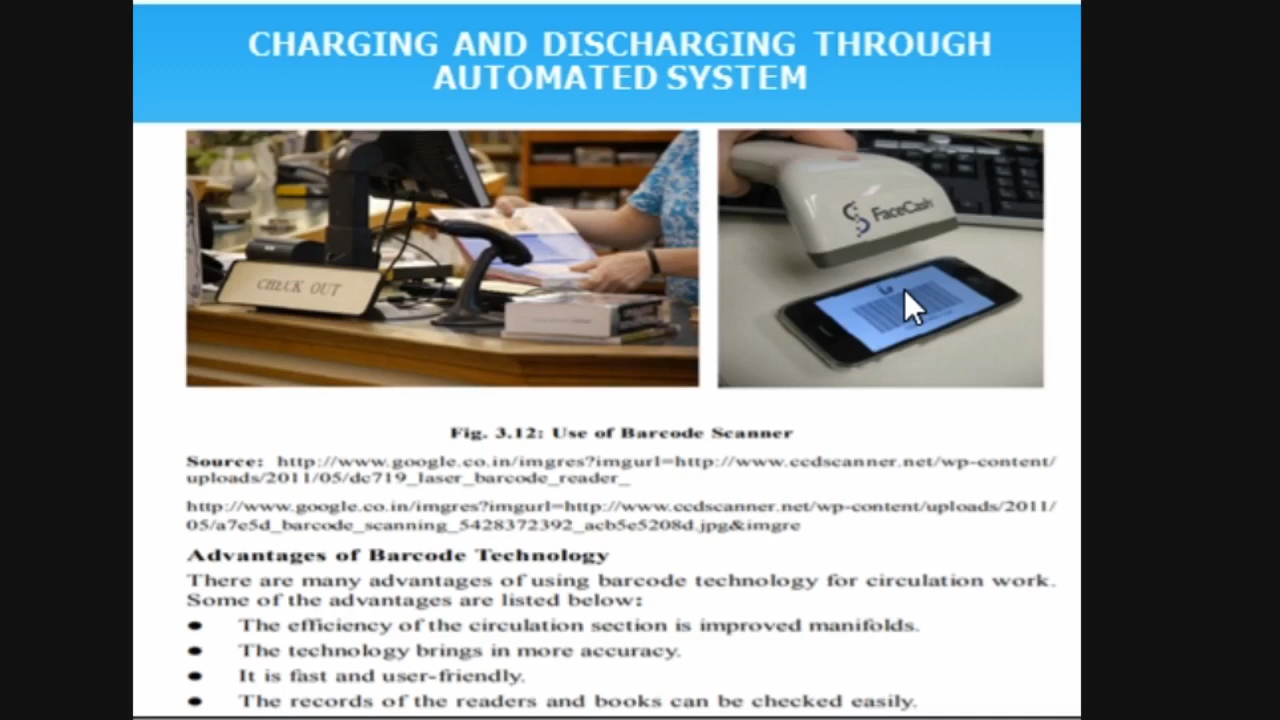 CHARGING AND DISCHARGING THROUGH
AUTOMATED SYSTEM
CHECK OUT
FaceCash
Fig. 3.12: Use of Barcode Scanner
Source: http://www.google.co.in/imgres?imgurl=http://www.ccdscanner.net/wp-content/
uploads/2011/05/dc719_laser_barcode_reader_
http://www.google.co.in/imgres?imgurl=http://www.ccdscanner.net/wp-content/uploads/2011/
05/a7e5d_barcode_scanning_5428372392_acb5e5208d.jpg&imgre
Advantages of Barcode Technology
There are many advantages of using barcode technology for circulation work.
Some of the advantages are listed below:
● The efficiency of the circulation section is improved manifolds.
● The technology brings in more accuracy.
● It is fast and user-friendly.
● The records of the readers and books can be checked easily.